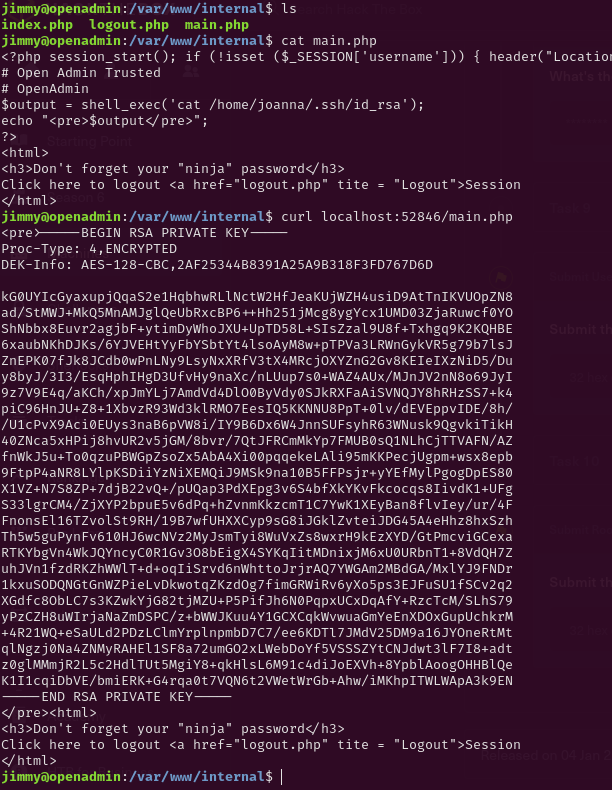 jimmy@openadmin:/var/www/internal$ ls
index.php  logout.php  main.php
jimmy@openadmin:/var/www/internal$ cat main.php
<?php session_start(); if (!isset ($_SESSION['username'])) { header("Location
# Open Admin Trusted
# OpenAdmin
$output = shell_exec('cat /home/joanna/.ssh/id_rsa');
echo "<pre>$output</pre>";
?>
<html>
<h3>Don't forget your "ninja" password</h3>
Click here to logout <a href="logout.php" tite = "Logout">Session
</html>
jimmy@openadmin:/var/www/internal$ curl localhost:52846/main.php
<pre>-----BEGIN RSA PRIVATE KEY-----
Proc-Type: 4,ENCRYPTED
DEK-Info: AES-128-CBC,2AF25344B8391A25A9B318F3FD767D6D

kG0UYIcGyaxupjQqaS2e1HqbhwRLlNctW2HfJeaKUjWZH4usiD9AtTnIKVUOpZN8
ad/StMWJ+MkQ5MnAMJglQeUbRxcBP6++Hh251jMcg8ygYcx1UMD03ZjaRuwcf0YO
ShNbbx8Euvr2agjbF+ytimDyWhoJXU+UpTD58L+SIsZzal9U8f+Txhgq9K2KQHBE
6xaubNKhDJKs/6YJVEHtYyFbYSbtYt4lsoAyM8w+pTPVa3LRWnGykVR5g79b7lsJ
ZnEPK07fJk8JCdb0wPnLNy9LsyNxXRfV3tX4MRcjOXYZnG2Gv8KEIeIXzNiD5/Du
y8byJ/3I3/EsqHphIHgD3UfvHy9naXc/nLUup7s0+WAZ4AUx/MJnJV2nN8o69JyI
9z7V9E4q/aKCh/xpJmYLj7AmdVd4DlO0ByVdy0SJkRXFaAiSVNQJY8hRHzSS7+k4
piC96HnJU+Z8+1XbvzR93Wd3klRMO7EesIQ5KKNNU8PpT+0lv/dEVEppvIDE/8h/
/U1cPvX9Aci0EUys3naB6pVW8i/IY9B6Dx6W4JnnSUFsyhR63WNusk9QgvkiTikH
40ZNca5xHPij8hvUR2v5jGM/8bvr/7QtJFRCmMkYp7FMUB0sQ1NLhCjTTVAFN/AZ
fnWkJ5u+To0qzuPBWGpZsoZx5AbA4Xi00pqqekeLAli95mKKPecjUgpm+wsx8epb
9FtpP4aNR8LYlpKSDiiYzNiXEMQiJ9MSk9na10B5FFPsjr+yYEfMylPgogDpES80
X1VZ+N7S8ZP+7djB22vQ+/pUQap3PdXEpg3v6S4bfXkYKvFkcocqs8IivdK1+UFg
S33lgrCM4/ZjXYP2bpuE5v6dPq+hZvnmKkzcmT1C7YwK1XEyBan8flvIey/ur/4F
FnonsEl16TZvolSt9RH/19B7wfUHXXCyp9sG8iJGklZvteiJDG45A4eHhz8hxSzh
Th5w5guPynFv610HJ6wcNVz2MyJsmTyi8WuVxZs8wxrH9kEzXYD/GtPmcviGCexa
RTKYbgVn4WkJQYncyC0R1Gv3O8bEigX4SYKqIitMDnixjM6xU0URbnT1+8VdQH7Z
uhJVn1fzdRKZhWWlT+d+oqIiSrvd6nWhttoJrjrAQ7YWGAm2MBdGA/MxlYJ9FNDr
1kxuSODQNGtGnWZPieLvDkwotqZKzdOg7fimGRWiRv6yXo5ps3EJFuSU1fSCv2q2
XGdfc8ObLC7s3KZwkYjG82tjMZU+P5PifJh6N0PqpxUCxDqAfY+RzcTcM/SLhS79
yPzCZH8uWIrjaNaZmDSPC/z+bWWJKuu4Y1GCXCqkWvwuaGmYeEnXDOxGupUchkrM
+4R21WQ+eSaULd2PDzLClmYrplnpmbD7C7/ee6KDTl7JMdV25DM9a16JYOneRtMt
qlNgzj0Na4ZNMyRAHEl1SF8a72umGO2xLWebDoYf5VSSSZYtCNJdwt3lF7I8+adt
z0glMMmjR2L5c2HdlTUt5MgiY8+qkHlsL6M91c4diJoEXVh+8YpblAoogOHHBlQe
K1I1cqiDbVE/bmiERK+G4rqa0t7VQN6t2VWetWrGb+Ahw/iMKhpITWLWApA3k9EN
-----END RSA PRIVATE KEY-----
</pre><html>
<h3>Don't forget your "ninja" password</h3>
Click here to logout <a href="logout.php" tite = "Logout">Session
</html>
jimmy@openadmin:/var/www/internal$